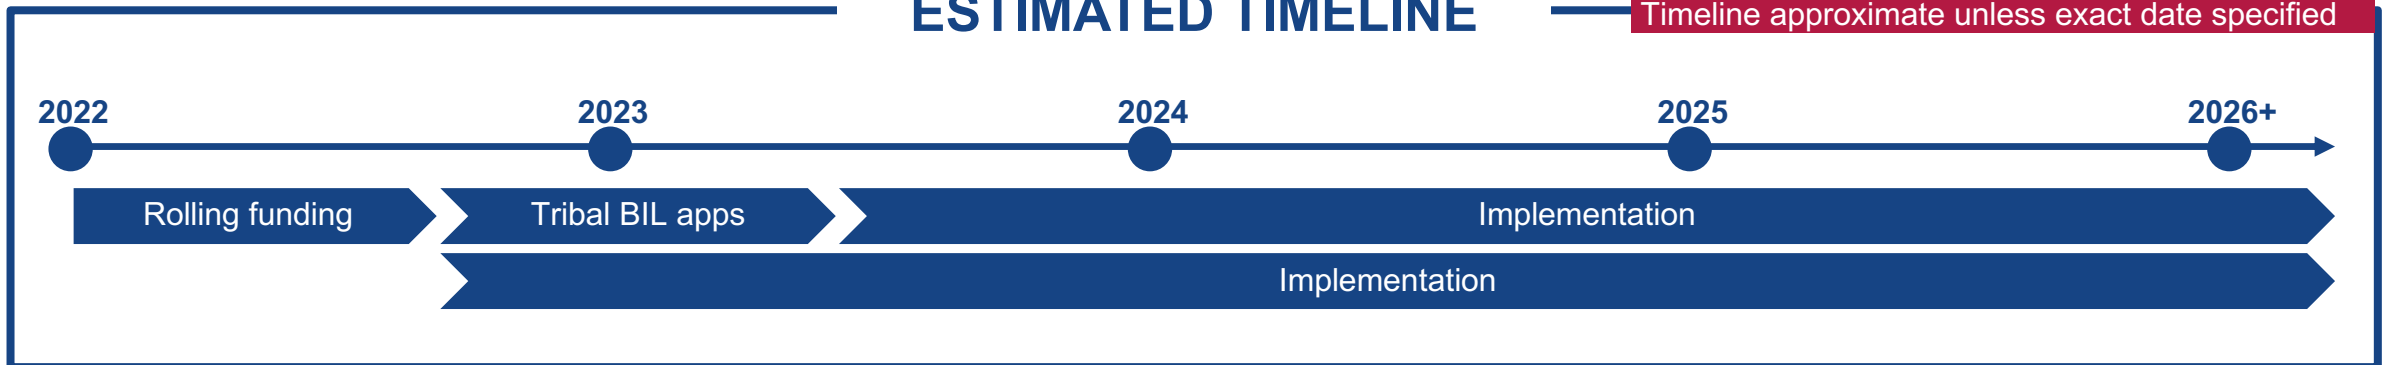 ESTIMATED TIMELINE
Timeline approximate unless exact date specified
2022 2023 2024 2025 2026+
Rolling funding Tribal BIL apps Implementation
Implementation